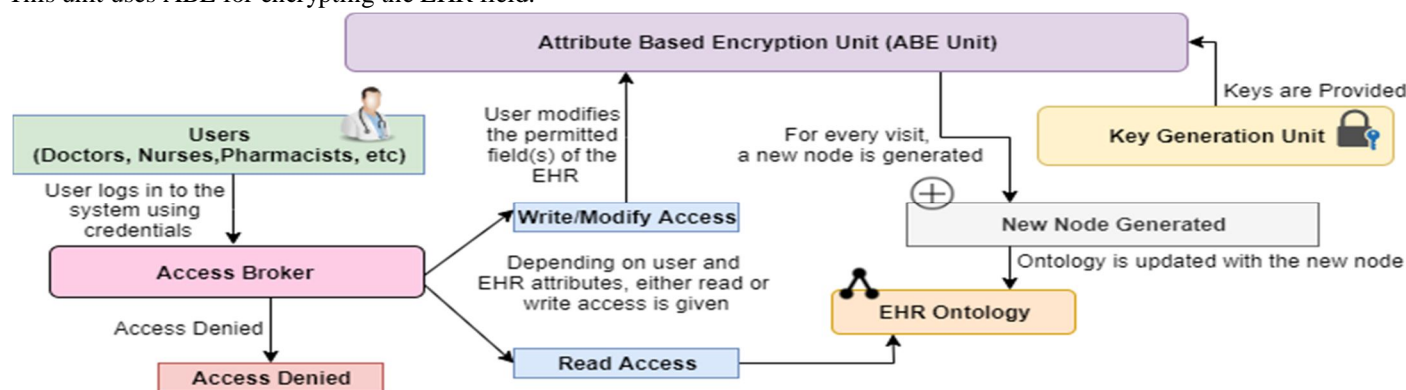 This unit uses ABE for encrypting the EHR field.
Attribute Based Encryption Unit (ABE Unit)
Keys are Provided
Key Generation Unit
Users
(Doctors, Nurses,Pharmacists, etc)
User modifies
the permitted
field(s) of the
EHR
For every visit,
a new node is generated
User logs in to the
system using
credentials
Write/Modify Access
New Node Generated
Access Broker
Depending on user and
EHR attributes, either read or
write access is given
Ontology is updated with the new node
EHR Ontology
Access Denied
Read Access
Access Denied